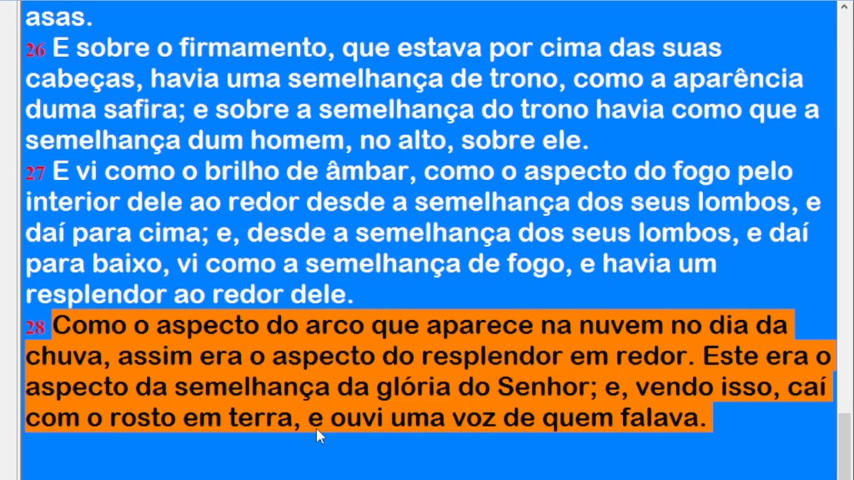 asas.
26 E sobre o firmamento, que estava por cima das suas
cabeças, havia uma semelhança de trono, como a aparência
duma safira; e sobre a semelhança do trono havia como que a
semelhança dum homem, no alto, sobre ele.
27 E vi como o brilho de âmbar, como o aspecto do fogo pelo
interior dele ao redor desde a semelhança dos seus lombos, e
daí para cima; e, desde a semelhança dos seus lombos, e daí
para baixo, vi como a semelhança de fogo, e havia um
resplendor ao redor dele.
28 Como o aspecto do arco que aparece na nuvem no dia da
chuva, assim era o aspecto do resplendor em redor. Este era o
aspecto da semelhança da glória do Senhor; e, vendo isso, caí
com o rosto em terra, e ouvi uma voz de quem falava.